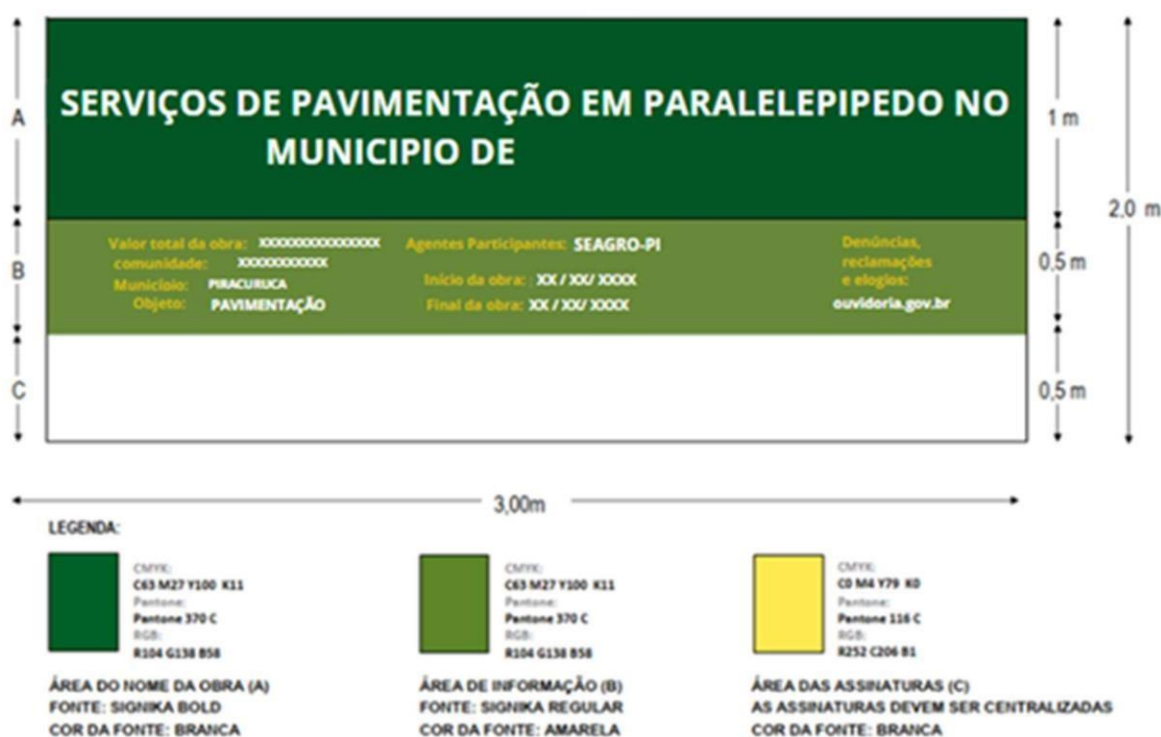 SERVIÇOS DE PAVIMENTAÇÃO EM PARALELEPIPEDO NO
MUNICIPIO DE
A
B
C
1 m
0,5 m
0,5 m
2,0 m
Valor total da obra: XXXXXXXXXXXXXXX
comunidade: XXXXXXXXXXX
Município: PIRACURUCA
Objeto: PAVIMENTAÇÃO
Agentes Participantes: SEAGRO-PI
Início da obra: XX / XX/ XXXX
Final da obra: XX / XX/ XXXX
Denúncias,
reclamações
e elogios:
ouvidoria.gov.br
3,00m
LEGENDA:
CMYK:
C63 M27 Y100 K11
Pantone:
Pantone 370 C
RGB:
R104 G138 B58
ÁREA DO NOME DA OBRA (A)
FONTE: SIGNIKA BOLD
COR DA FONTE: BRANCA
CMYK:
C63 M27 Y100 K11
Pantone:
Pantone 370 C
RGB:
R104 G138 B58
ÁREA DE INFORMAÇÃO (B)
FONTE: SIGNIKA REGULAR
COR DA FONTE: AMARELA
CMYK:
C0 M4 Y79 K0
Pantone:
Pantone 116 C
RGB:
R252 C206 B1
ÁREA DAS ASSINATURAS (C)
AS ASSINATURAS DEVEM SER CENTRALIZADAS
COR DA FONTE: BRANCA